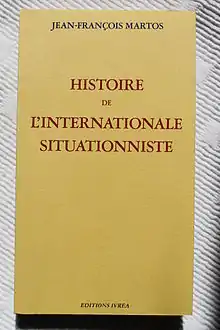 JEAN-FRANÇOIS MARTOS
HISTOIRE
DE
L'INTERNATIONALE
SITUATIONNISTE
EDITIONS IVREA